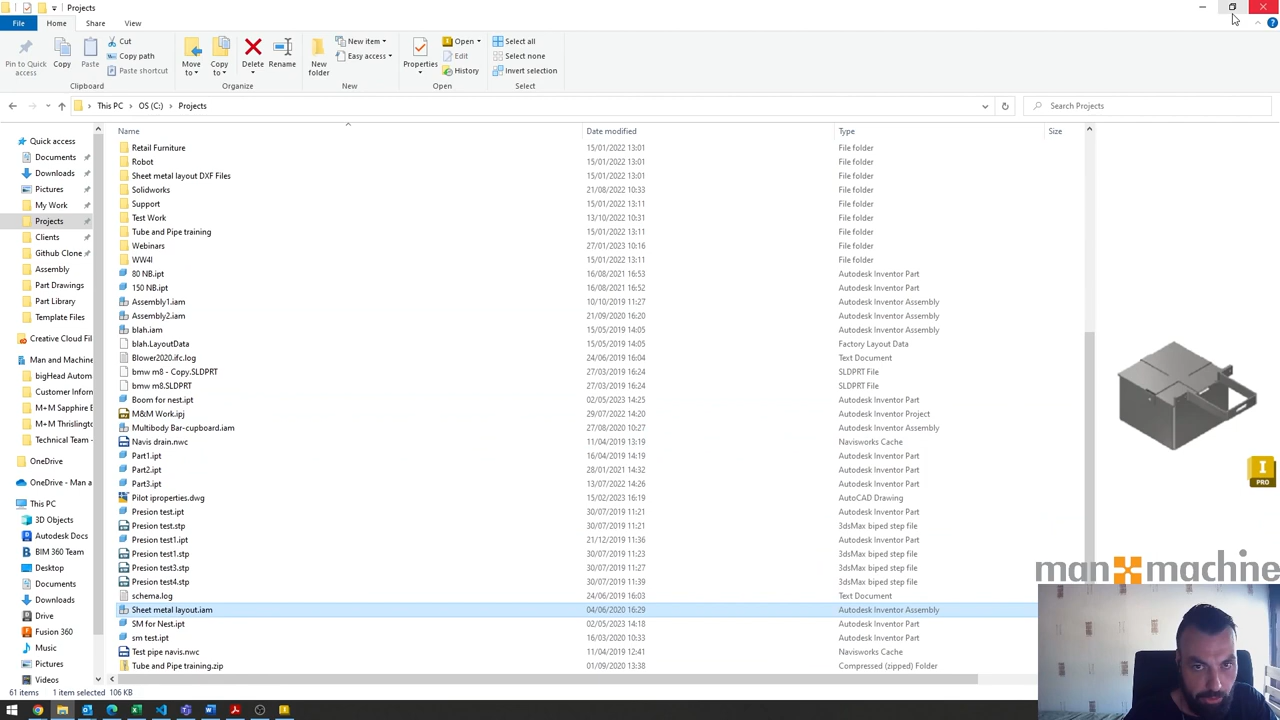 Projects
File Home Share View
Pin to Quick access
Copy
Paste
Cut
Copy path
Paste shortcut
Clipboard
Move to
Copy to
Delete
Rename
Organize
New folder
New item
Easy access
New
Properties
Open
Edit
History
Open
Select all
Select none
Invert selection
Select
This PC > OS (C:) > Projects
Search Projects
Name Date modified Type Size
Quick access
Documents
Downloads
Pictures
My Work
Projects
Clients
Github Clone
Assembly
Part Drawings
Part Library
Template Files
Creative Cloud Fil
Man and Machine
bigHead Autom
Customer Inforn
M+M Sapphire E
M+M Thrislingto
Technical Team -
OneDrive
OneDrive - Man a
This PC
3D Objects
Autodesk Docs
BIM 360 Team
Desktop
Documents
Downloads
Drive
Fusion 360
Music
Pictures
Videos
Retail Furniture 15/01/2022 13:01 File folder
Robot 15/01/2022 13:01 File folder
Sheet metal layout DXF Files 15/01/2022 13:01 File folder
Solidworks 21/08/2022 10:33 File folder
Support 15/01/2022 13:11 File folder
Test Work 13/10/2022 10:31 File folder
Tube and Pipe training 15/01/2022 13:11 File folder
Webinars 27/01/2023 10:16 File folder
WW4I 15/01/2022 13:11 File folder
80 NB.ipt 16/08/2021 16:53 Autodesk Inventor Part
150 NB.ipt 16/08/2021 16:52 Autodesk Inventor Part
Assembly1.iam 10/10/2019 11:27 Autodesk Inventor Assembly
Assembly2.iam 21/09/2020 16:20 Autodesk Inventor Assembly
blah.iam 15/05/2019 14:05 Autodesk Inventor Assembly
blah.LayoutData 15/05/2019 14:05 Factory Layout Data
Blower2020.ifc.log 24/06/2019 16:04 Text Document
bmw m8 - Copy.SLDPRT 27/03/2019 16:24 SLDPRT File
bmw m8.SLDPRT 27/03/2019 16:24 SLDPRT File
Boom for nest.ipt 02/05/2023 14:25 Autodesk Inventor Part
M&M Work.ipj 29/07/2022 14:20 Autodesk Inventor Project
Multibody Bar-cupboard.iam 27/08/2020 10:27 Autodesk Inventor Assembly
Navis drain.nwc 11/04/2019 13:19 Navisworks Cache
Part1.ipt 16/04/2019 14:19 Autodesk Inventor Part
Part2.ipt 28/01/2021 14:32 Autodesk Inventor Part
Part3.ipt 13/07/2022 14:26 Autodesk Inventor Part
Pilot iproperties.dwg 15/02/2023 16:19 AutoCAD Drawing
Presion test.ipt 30/07/2019 11:21 Autodesk Inventor Part
Presion test.stp 30/07/2019 11:21 3dsMax biped step file
Presion test1.ipt 21/12/2019 11:36 Autodesk Inventor Part
Presion test1.stp 30/07/2019 11:23 3dsMax biped step file
Presion test3.stp 30/07/2019 11:27 3dsMax biped step file
Presion test4.stp 30/07/2019 11:39 3dsMax biped step file
schema.log 24/06/2019 16:03 Text Document
Sheet metal layout.iam 04/06/2020 16:29 Autodesk Inventor Assembly
SM for Nest.ipt 02/05/2023 14:18 Autodesk Inventor Part
sm test.ipt 16/03/2020 10:33 Autodesk Inventor Part
Test pipe navis.nwc 11/04/2019 12:41 Navisworks Cache
Tube and Pipe training.zip 01/09/2020 13:38 Compressed (zipped) Folder
I
PRO
man machine
61 items 1 item selected 106 KB